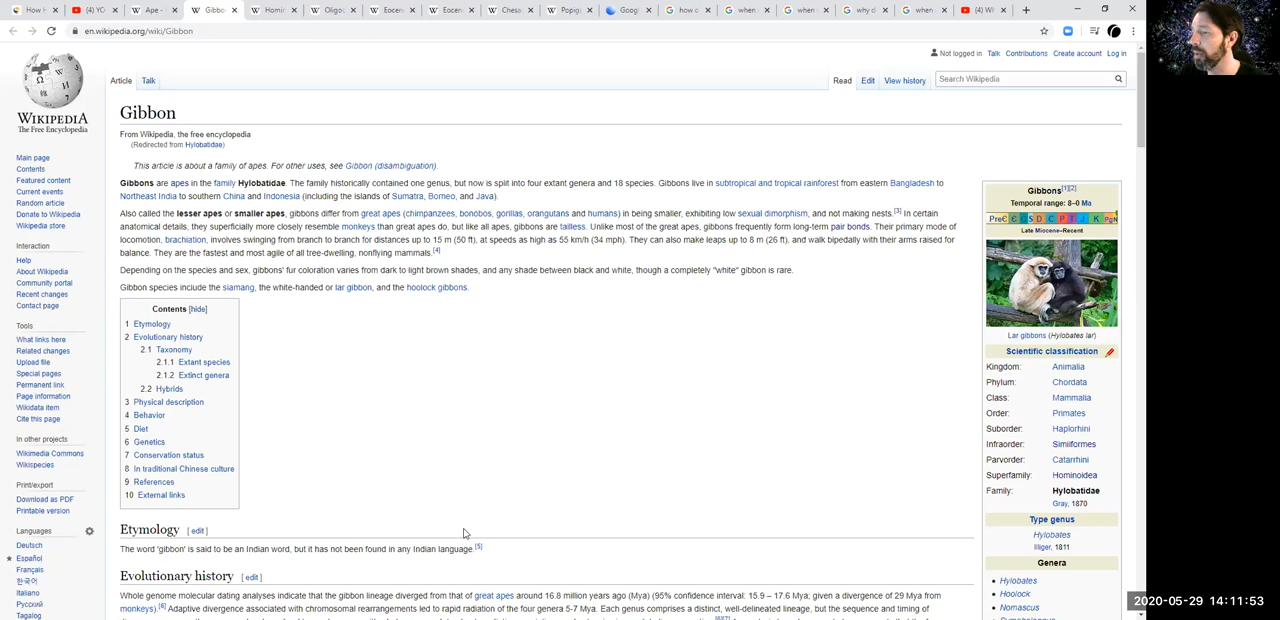 How H
(4) YO
Ape -
Gibbo
Homin
Oligoc
Eocen
Eocen
Chesa
Popig
Googl
how o
when
when
why d
when
(4) W
en.wikipedia.org/wiki/Gibbon
Not logged in Talk Contributions Create account Log in
Article Talk Read Edit View history Search Wikipedia
WIKIPEDIA
The Free Encyclopedia
Main page
Contents
Featured content
Current events
Random article
Donate to Wikipedia
Wikipedia store
Interaction
Help
About Wikipedia
Community portal
Recent changes
Contact page
Tools
What links here
Related changes
Upload file
Special pages
Permanent link
Page information
Wikidata item
Cite this page
In other projects
Wikimedia Commons
Wikispecies
Print/export
Download as PDF
Printable version
Languages
Deutsch
Español
Français
한국어
Italiano
Русский
Tagalog
Gibbon
From Wikipedia, the free encyclopedia
(Redirected from Hylobatidae)
This article is about a family of apes. For other uses, see Gibbon (disambiguation).
Gibbons are apes in the family Hylobatidae. The family historically contained one genus, but now is split into four extant genera and 18 species. Gibbons live in subtropical and tropical rainforest from eastern Bangladesh to
Northeast India to southern China and Indonesia (including the islands of Sumatra, Borneo, and Java).
Also called the lesser apes or smaller apes, gibbons differ from great apes (chimpanzees, bonobos, gorillas, orangutans and humans) in being smaller, exhibiting low sexual dimorphism, and not making nests.[3] In certain
anatomical details, they superficially more closely resemble monkeys than great apes do, but like all apes, gibbons are tailless. Unlike most of the great apes, gibbons frequently form long-term pair bonds. Their primary mode of
locomotion, brachiation, involves swinging from branch to branch for distances up to 15 m (50 ft), at speeds as high as 55 km/h (34 mph). They can also make leaps up to 8 m (26 ft), and walk bipedally with their arms raised for
balance. They are the fastest and most agile of all tree-dwelling, nonflying mammals.[4]
Depending on the species and sex, gibbons' fur coloration varies from dark to light brown shades, and any shade between black and white, though a completely "white" gibbon is rare.
Gibbon species include the siamang, the white-handed or lar gibbon, and the hoolock gibbons.
Contents [hide]
1 Etymology
2 Evolutionary history
2.1 Taxonomy
2.1.1 Extant species
2.1.2 Extinct genera
2.2 Hybrids
3 Physical description
4 Behavior
5 Diet
6 Genetics
7 Conservation status
8 In traditional Chinese culture
9 References
10 External links
Etymology [ edit ]
The word 'gibbon' is said to be an Indian word, but it has not been found in any Indian language.[5]
Evolutionary history [ edit ]
Whole genome molecular dating analyses indicate that the gibbon lineage diverged from that of great apes around 16.8 million years ago (Mya) (95% confidence interval: 15.9 – 17.6 Mya; given a divergence of 29 Mya from
monkeys).[6] Adaptive divergence associated with chromosomal rearrangements led to rapid radiation of the four genera 5-7 Mya. Each genus comprises a distinct, well-delineated lineage, but the sequence and timing of
Gibbons[1][2]
Temporal range: 8–0 Ma
PreЄ Є O S D C P T J K Pg N
Late Miocene–Recent
Lar gibbons (Hylobates lar)
Scientific classification
Kingdom: Animalia
Phylum: Chordata
Class: Mammalia
Order: Primates
Suborder: Haplorhini
Infraorder: Simiiformes
Parvorder: Catarrhini
Superfamily: Hominoidea
Family: Hylobatidae
Gray, 1870
Type genus
Hylobates
Illiger, 1811
Genera
Hylobates
Hoolock
Nomascus
2020-05-29 14:11:53